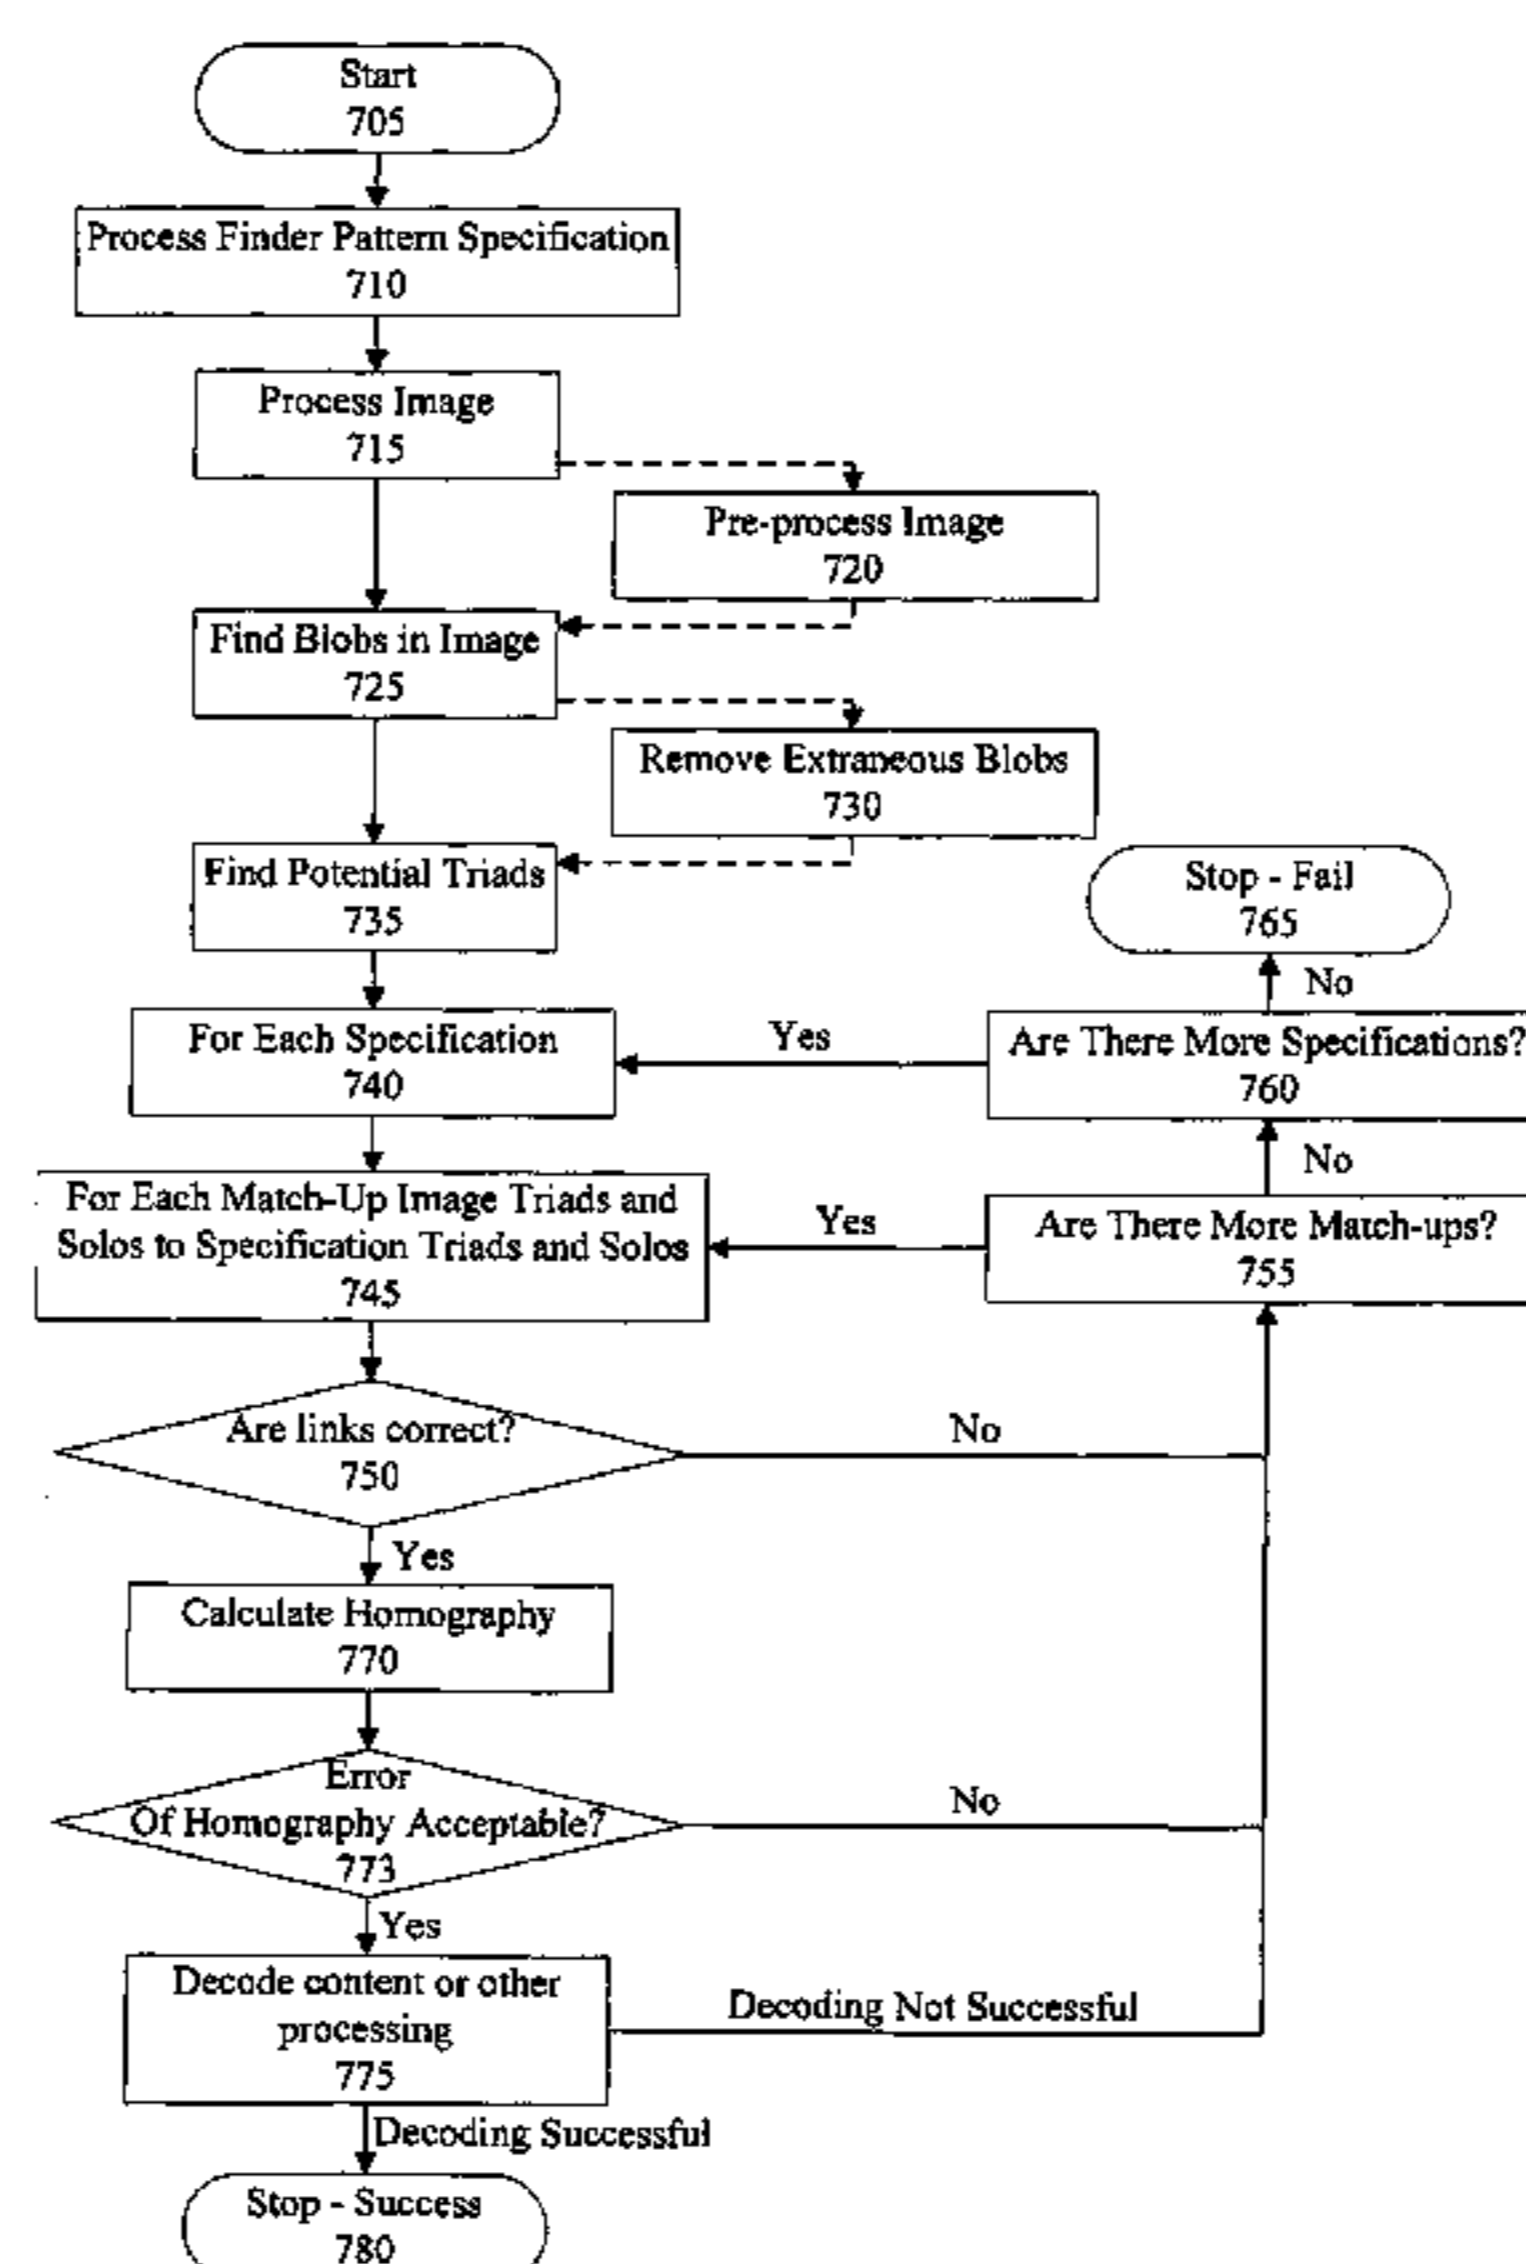 Start
705
Process Finder Pattern Specification
710
Process Image
715
Pre-process Image
720
Find Blobs in Image
725
Remove Extraneous Blobs
730
Find Potential Triads
735
Stop - Fail
765
No
For Each Specification
740
Yes
Are There More Specifications?
760
No
For Each Match-Up Image Triads and
Solos to Specification Triads and Solos
745
Yes
Are There More Match-ups?
755
Are links correct?
750
No
Yes
Calculate Homography
770
Error
Of Homography Acceptable?
773
No
Yes
Decode content or other
processing
775
Decoding Not Successful
Decoding Successful
Stop - Success
780